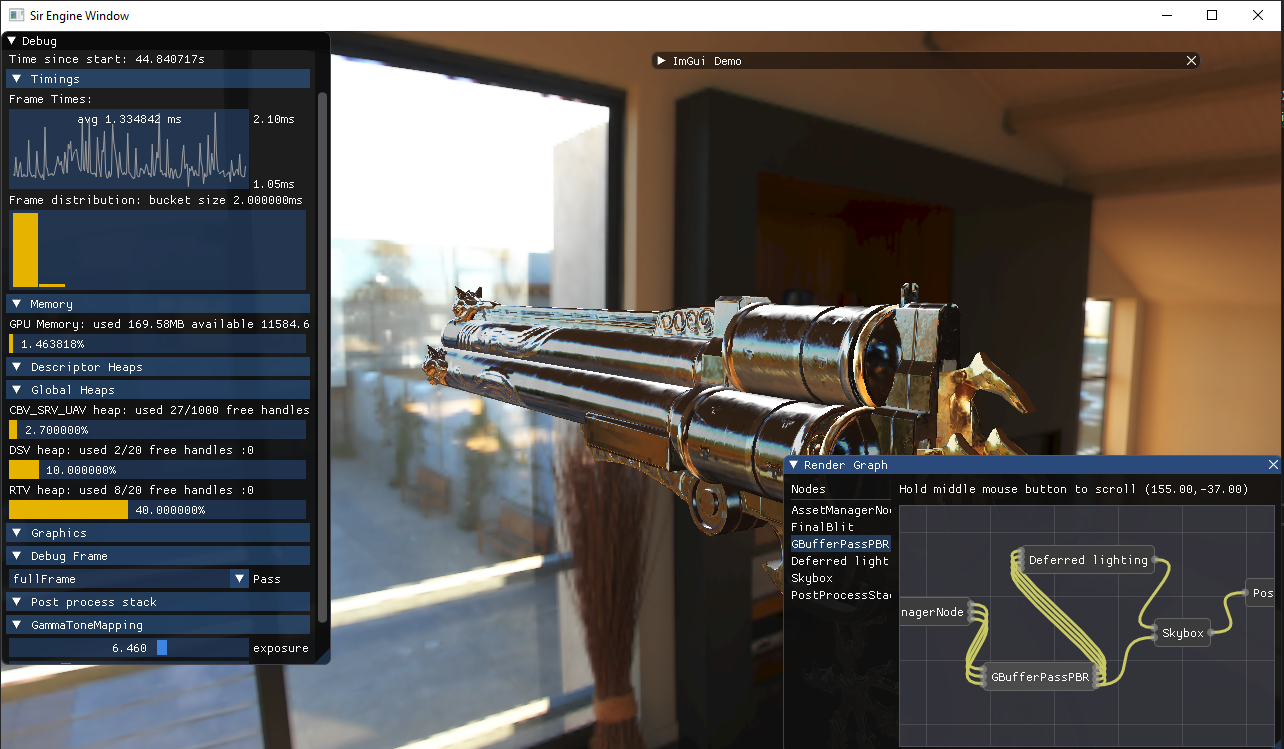 Sir Engine Window
Debug
Time since start: 44.840717s
Timings
Frame Times:
avg 1.334842 ms
2.10ms
1.05ms
Frame distribution: bucket size 2.000000ms
Memory
GPU Memory: used 169.58MB available 11584.6
1.463818%
Descriptor Heaps
Global Heaps
CBV_SRV_UAV heap: used 27/1000 free handles
2.700000%
DSV heap: used 2/20 free handles :0
10.000000%
RTV heap: used 8/20 free handles :0
40.000000%
Graphics
Debug Frame
fullFrame Pass
Post process stack
GammaToneMapping
6.460 exposure
ImGui Demo
Render Graph
Nodes
AssetManagerNo
FinalBlit
GBufferPassPBR
Deferred light
Skybox
PostProcessSta
Hold middle mouse button to scroll (155.00,-37.00)
Deferred lighting
Pos
nagerNode
Skybox
GBufferPassPBR